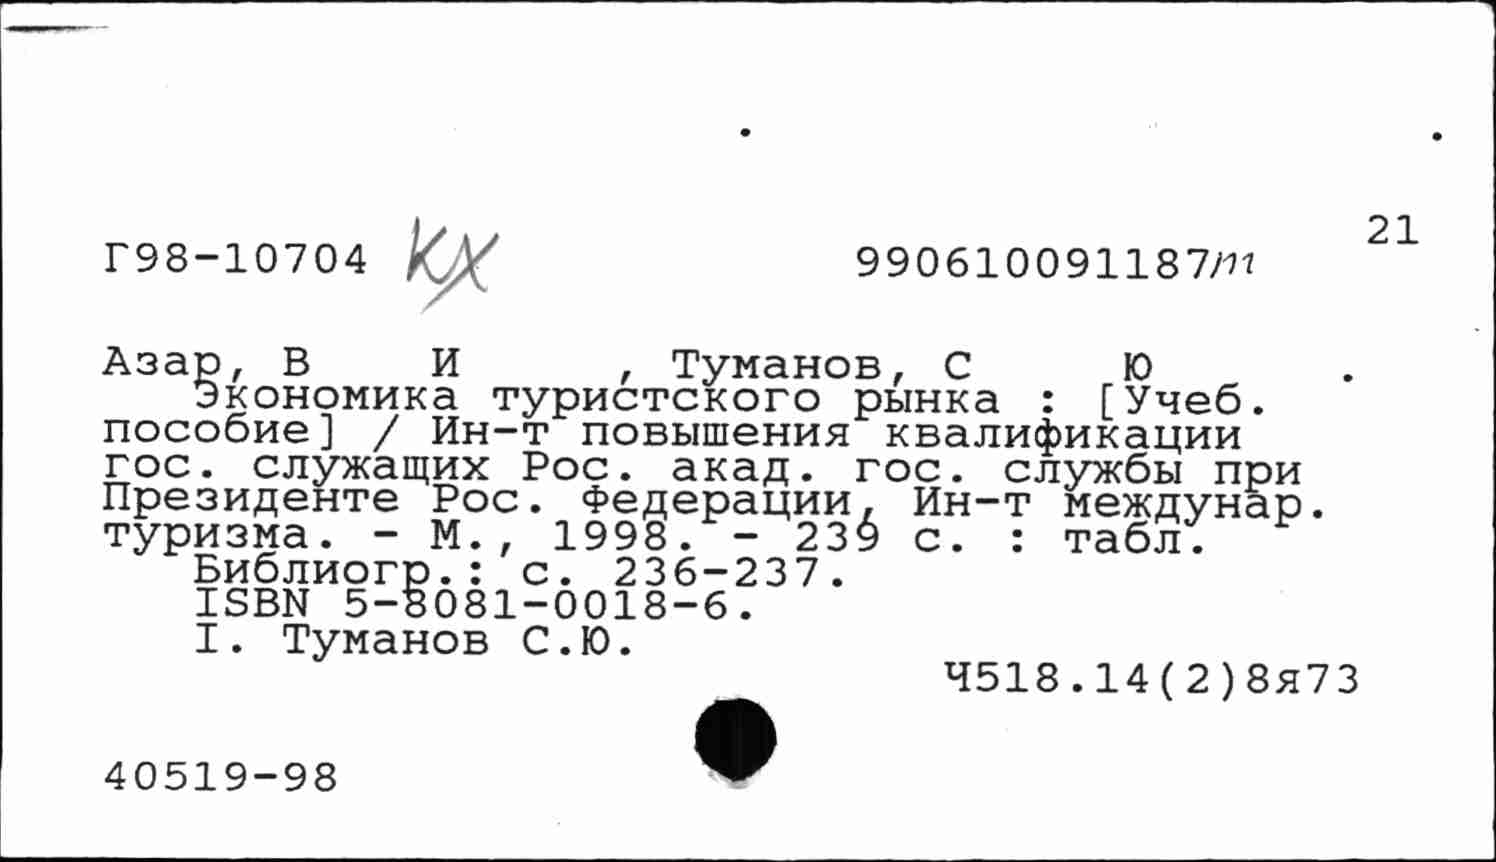 21
Г98-10704 КХ 990610091187m
Азар, В И , Туманов, С Ю .
Экономика туристского рынка : [Учеб.
пособие] / Ин-т повышения квалификации
гос. служащих Рос. акад. гос. службы при
Президенте Рос. Федерации, Ин-т междунар.
туризма. - М., 1998. - 239 с. : табл.
Библиогр.: с. 236-237.
ISBN 5-8081-0018-6.
I. Туманов С.Ю.
Ч518.14(2)8я73
40519-98